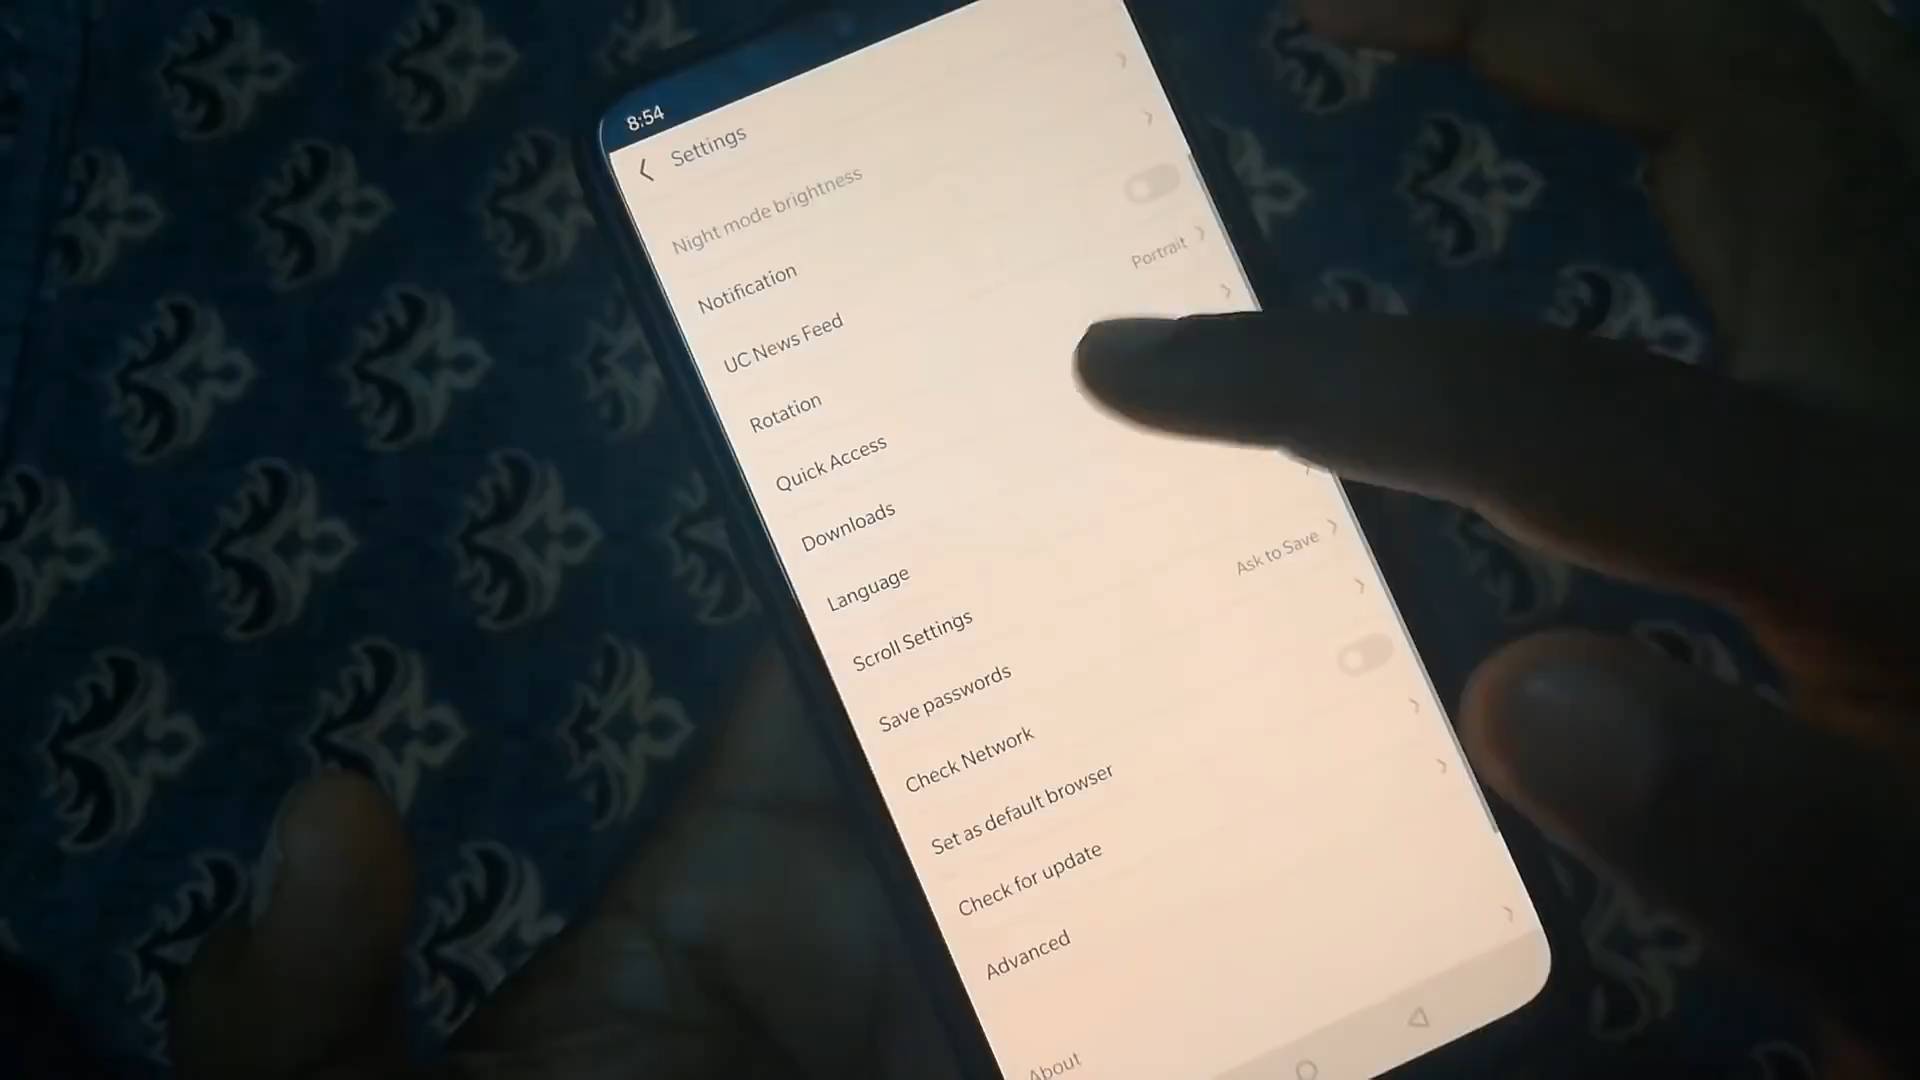 8:54
Settings
Night mode brightness
Notification
UC News Feed
Rotation Portrait
Quick Access
Downloads
Language
Scroll Settings
Save passwords Ask to Save
Check Network
Set as default browser
Check for update
Advanced
About